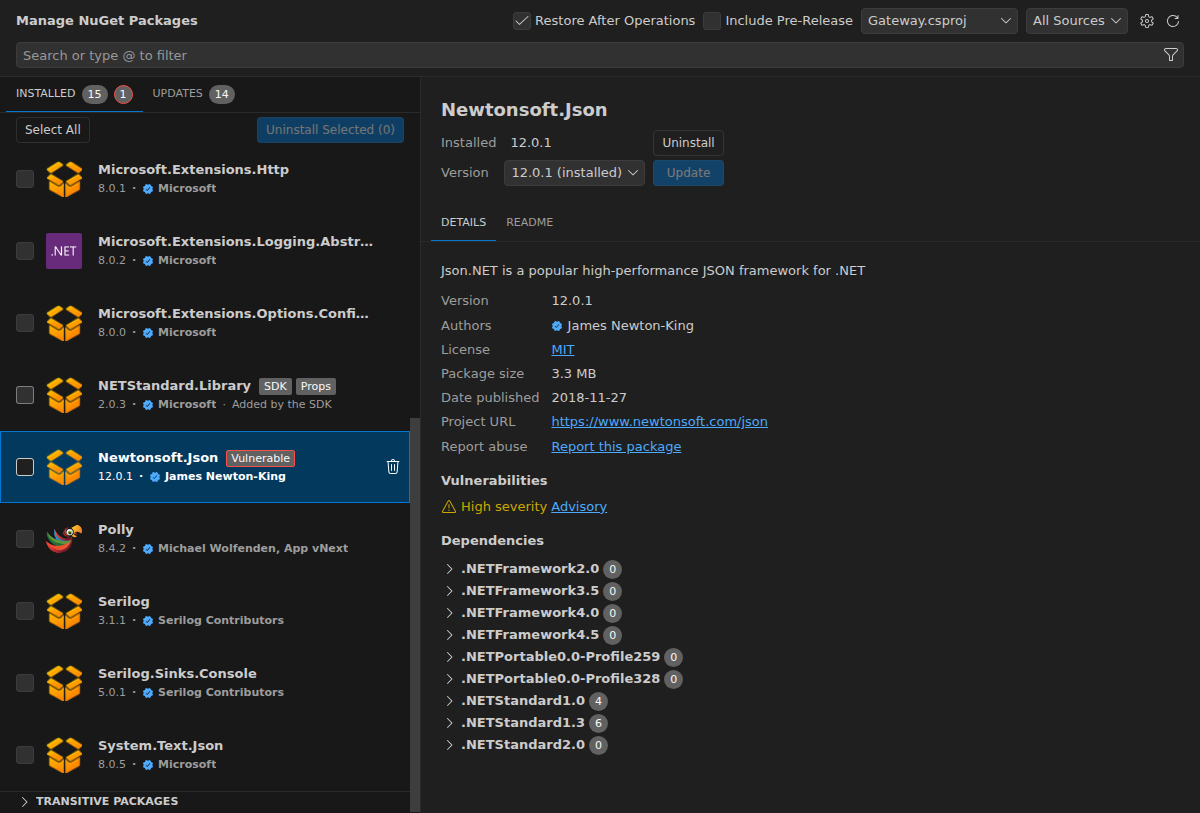 Manage NuGet Packages
Restore After Operations
Include Pre-Release
Gateway.csproj
All Sources
Search or type @ to filter
INSTALLED 15 1 UPDATES 14
Select All
Uninstall Selected (0)
Microsoft.Extensions.Http
8.0.1 · Microsoft
.NET
Microsoft.Extensions.Logging.Abstr...
8.0.2 · Microsoft
Microsoft.Extensions.Options.Confi...
8.0.0 · Microsoft
NETStandard.Library SDK Props
2.0.3 · Microsoft · Added by the SDK
Newtonsoft.Json Vulnerable
12.0.1 · James Newton-King
Polly
8.4.2 · Michael Wolfenden, App vNext
Serilog
3.1.1 · Serilog Contributors
Serilog.Sinks.Console
5.0.1 · Serilog Contributors
System.Text.Json
8.0.5 · Microsoft
TRANSITIVE PACKAGES
Newtonsoft.Json
Installed 12.0.1 Uninstall
Version 12.0.1 (installed) Update
DETAILS README
Json.NET is a popular high-performance JSON framework for .NET
Version 12.0.1
Authors James Newton-King
License MIT
Package size 3.3 MB
Date published 2018-11-27
Project URL https://www.newtonsoft.com/json
Report abuse Report this package
Vulnerabilities
High severity Advisory
Dependencies
.NETFramework2.0 0
.NETFramework3.5 0
.NETFramework4.0 0
.NETFramework4.5 0
.NETPortable0.0-Profile259 0
.NETPortable0.0-Profile328 0
.NETStandard1.0 4
.NETStandard1.3 6
.NETStandard2.0 0